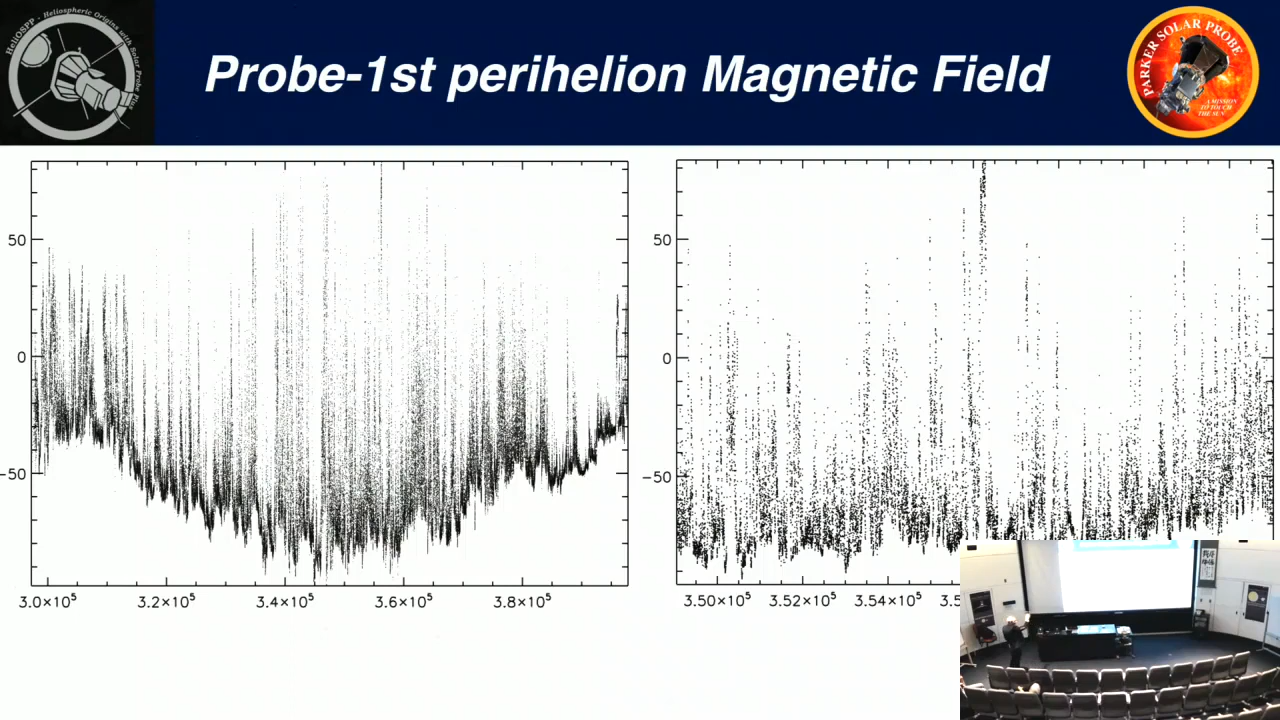 HeliOSPP - Heliospheric Origins with Solar Probe Plus
Probe-1st perihelion Magnetic Field
PARKER SOLAR PROBE
A MISSION
TO TOUCH
THE SUN
50
0
-50
3.0×10⁵
3.2×10⁵
3.4×10⁵
3.6×10⁵
3.8×10⁵
50
0
-50
3.50×10⁵
3.52×10⁵
3.54×10⁵